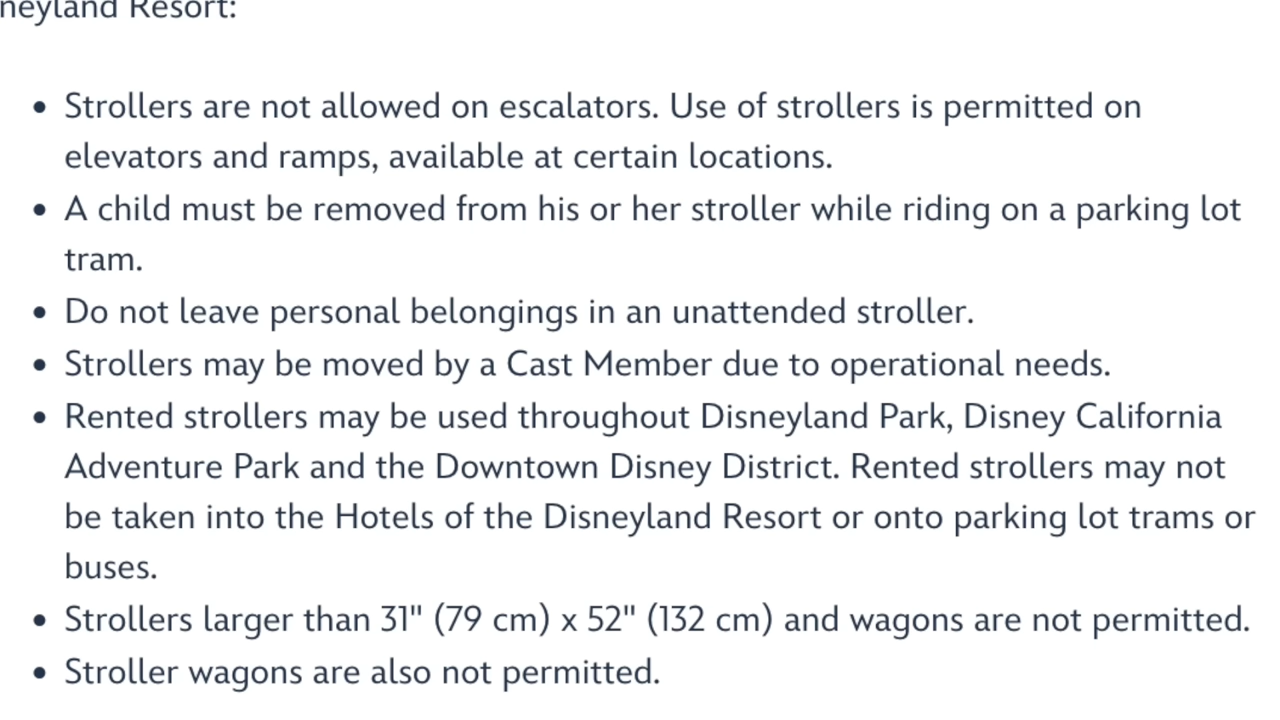 neyland Resort:
• Strollers are not allowed on escalators. Use of strollers is permitted on
elevators and ramps, available at certain locations.
• A child must be removed from his or her stroller while riding on a parking lot
tram.
• Do not leave personal belongings in an unattended stroller.
• Strollers may be moved by a Cast Member due to operational needs.
• Rented strollers may be used throughout Disneyland Park, Disney California
Adventure Park and the Downtown Disney District. Rented strollers may not
be taken into the Hotels of the Disneyland Resort or onto parking lot trams or
buses.
• Strollers larger than 31" (79 cm) x 52" (132 cm) and wagons are not permitted.
• Stroller wagons are also not permitted.